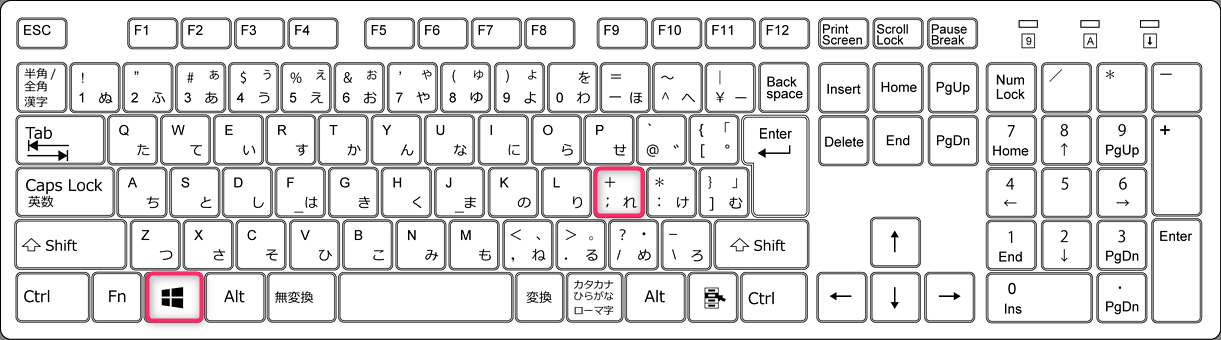 ESC F1 F2 F3 F4 F5 F6 F7 F8 F9 F10 F11 F12 Print Screen Scroll Lock Pause Break 9 A
半角/全角 漢字 ! 1 ぬ " 2 ふ # ぁ 3 あ $ ぅ 4 う % ぇ 5 え & ぉ 6 お ' ゃ 7 や ( ゅ 8 ゆ ) ょ 9 よ を 0 わ = ー ほ ～ ^ へ | ¥ ー Back space Insert Home PgUp Num Lock ／ ＊ －
Tab Q た W て E い R す T か Y ん U な I に O ら P せ ` @ ゛ { 「 [ ゜ Enter Delete End PgDn 7 Home 8 ↑ 9 PgUp +
Caps Lock 英数 A ち S と D し F _は G き H く J _ま K の L り + ; れ * : け } 」 ] む 4 ← 5 6 →
Shift Z つ X さ C そ V ひ B こ N み M も < 、 , ね > 。 . る ? ・ / め _ \ ろ Shift ↑ 1 End 2 ↓ 3 PgDn Enter
Ctrl Fn Alt 無変換 変換 カタカナ ひらがな ローマ字 Alt Ctrl ← ↓ → 0 Ins . PgDn